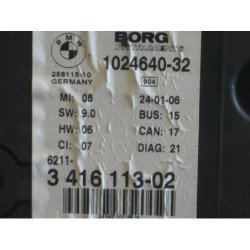 BMW
BORG
INSTRUMENTS
258115-10
GERMANY
1024640-32
904
MI: 08 24-01-06
SW: 9.0 BUS: 15
HW: 06 CAN: 17
CI: 07 DIAG: 21
6211-
3 416 113-02